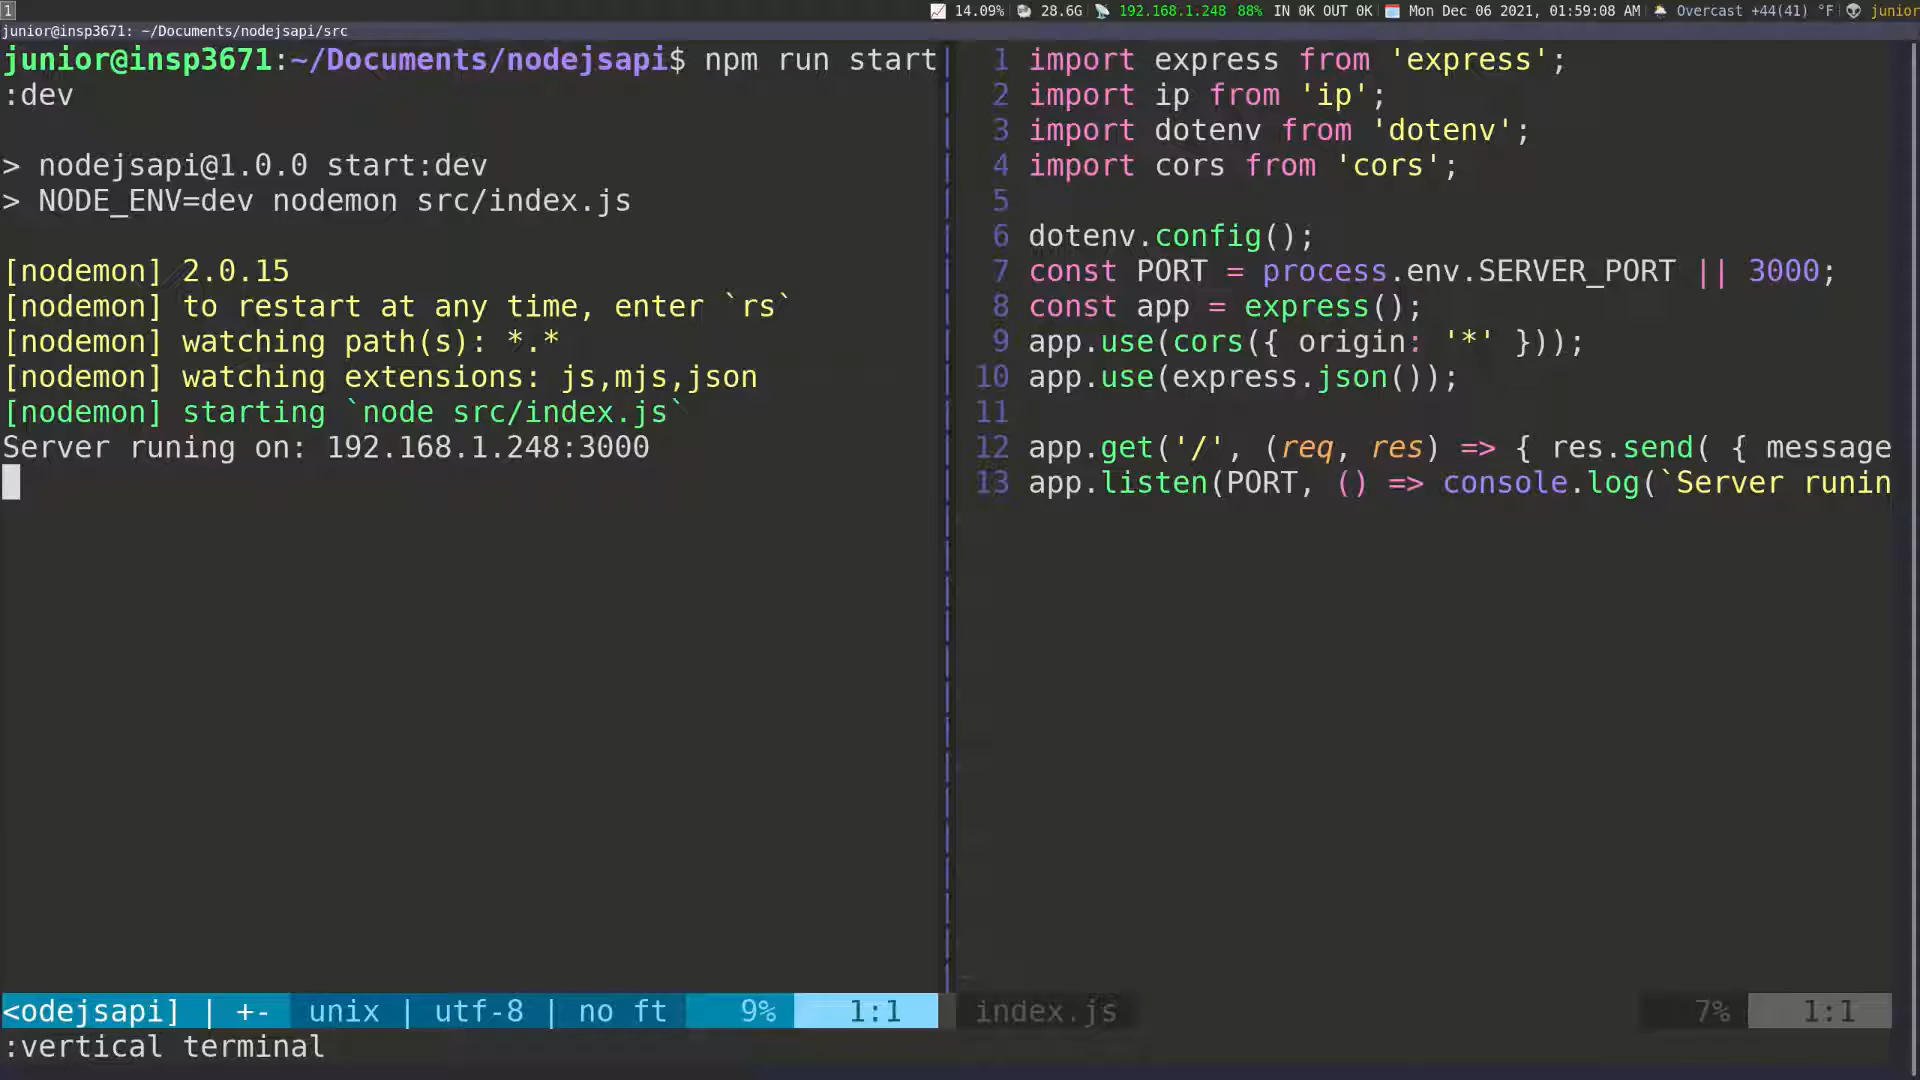 1 14.09% 28.6G 192.168.1.248 88% IN 0K OUT 0K Mon Dec 06 2021, 01:59:08 AM Overcast +44(41) °F junior
junior@insp3671: ~/Documents/nodejsapi/src
junior@insp3671:~/Documents/nodejsapi$ npm run start
:dev
> nodejsapi@1.0.0 start:dev
> NODE_ENV=dev nodemon src/index.js
[nodemon] 2.0.15
[nodemon] to restart at any time, enter `rs`
[nodemon] watching path(s): *.*
[nodemon] watching extensions: js,mjs,json
[nodemon] starting `node src/index.js`
Server runing on: 192.168.1.248:3000
<odejsapi] | +- unix | utf-8 | no ft 9% 1:1
:vertical terminal
1 import express from 'express';
2 import ip from 'ip';
3 import dotenv from 'dotenv';
4 import cors from 'cors';
5
6 dotenv.config();
7 const PORT = process.env.SERVER_PORT || 3000;
8 const app = express();
9 app.use(cors({ origin: '*' }));
10 app.use(express.json());
11
12 app.get('/', (req, res) => { res.send( { message
13 app.listen(PORT, () => console.log(`Server runin
index.js 7% 1:1